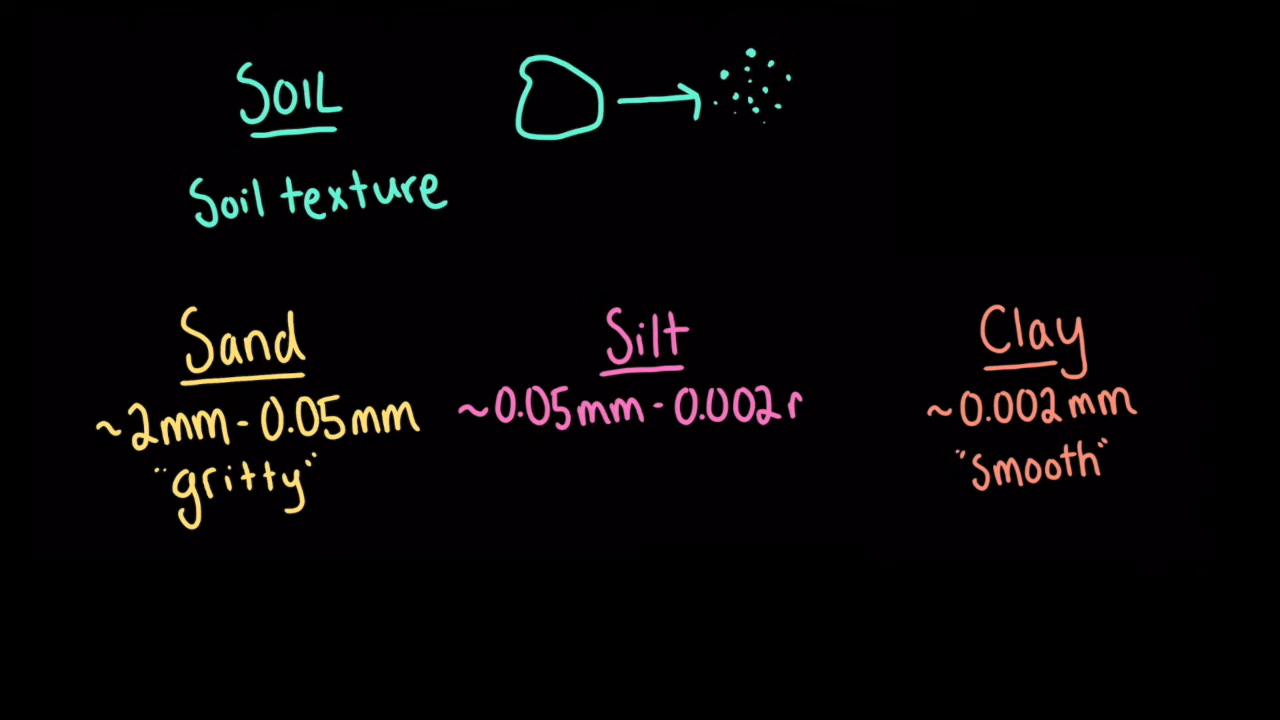 SOIL
Soil texture
Sand
~2mm - 0.05mm
"gritty"
Silt
~0.05mm - 0.002 r
Clay
~0.002mm
"smooth"